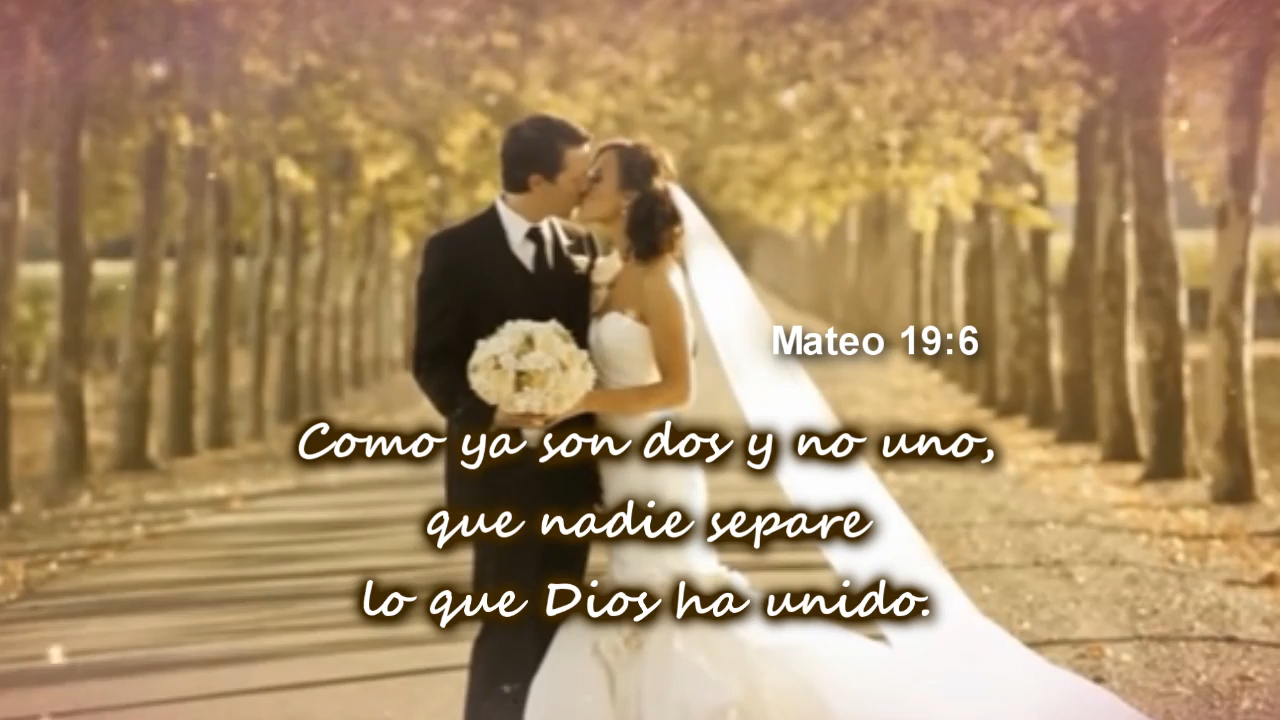 Mateo 19:6
Como ya son dos y no uno,
que nadie separe
lo que Dios ha unido.